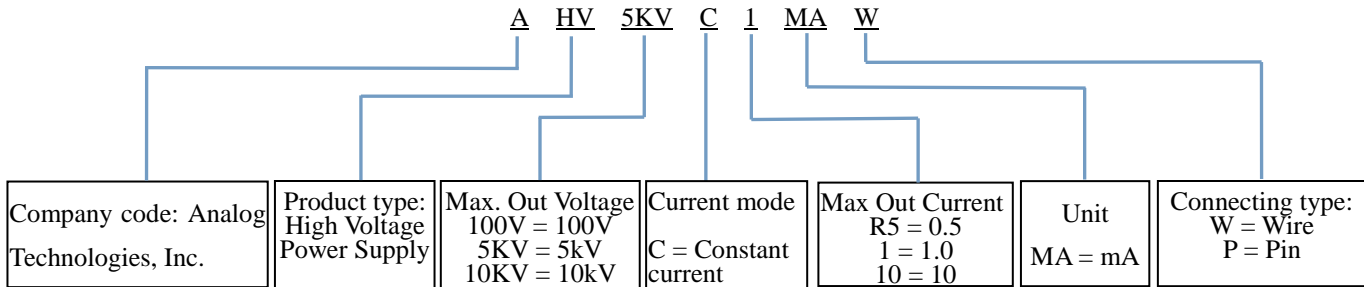 A HV 5KV C 1 MA W
Company code: Analog
Technologies, Inc.
Product type:
High Voltage
Power Supply
Max. Out Voltage
100V = 100V
5KV = 5kV
10KV = 10kV
Current mode
C = Constant
current
Max Out Current
R5 = 0.5
1 = 1.0
10 = 10
Unit
MA = mA
Connecting type:
W = Wire
P = Pin